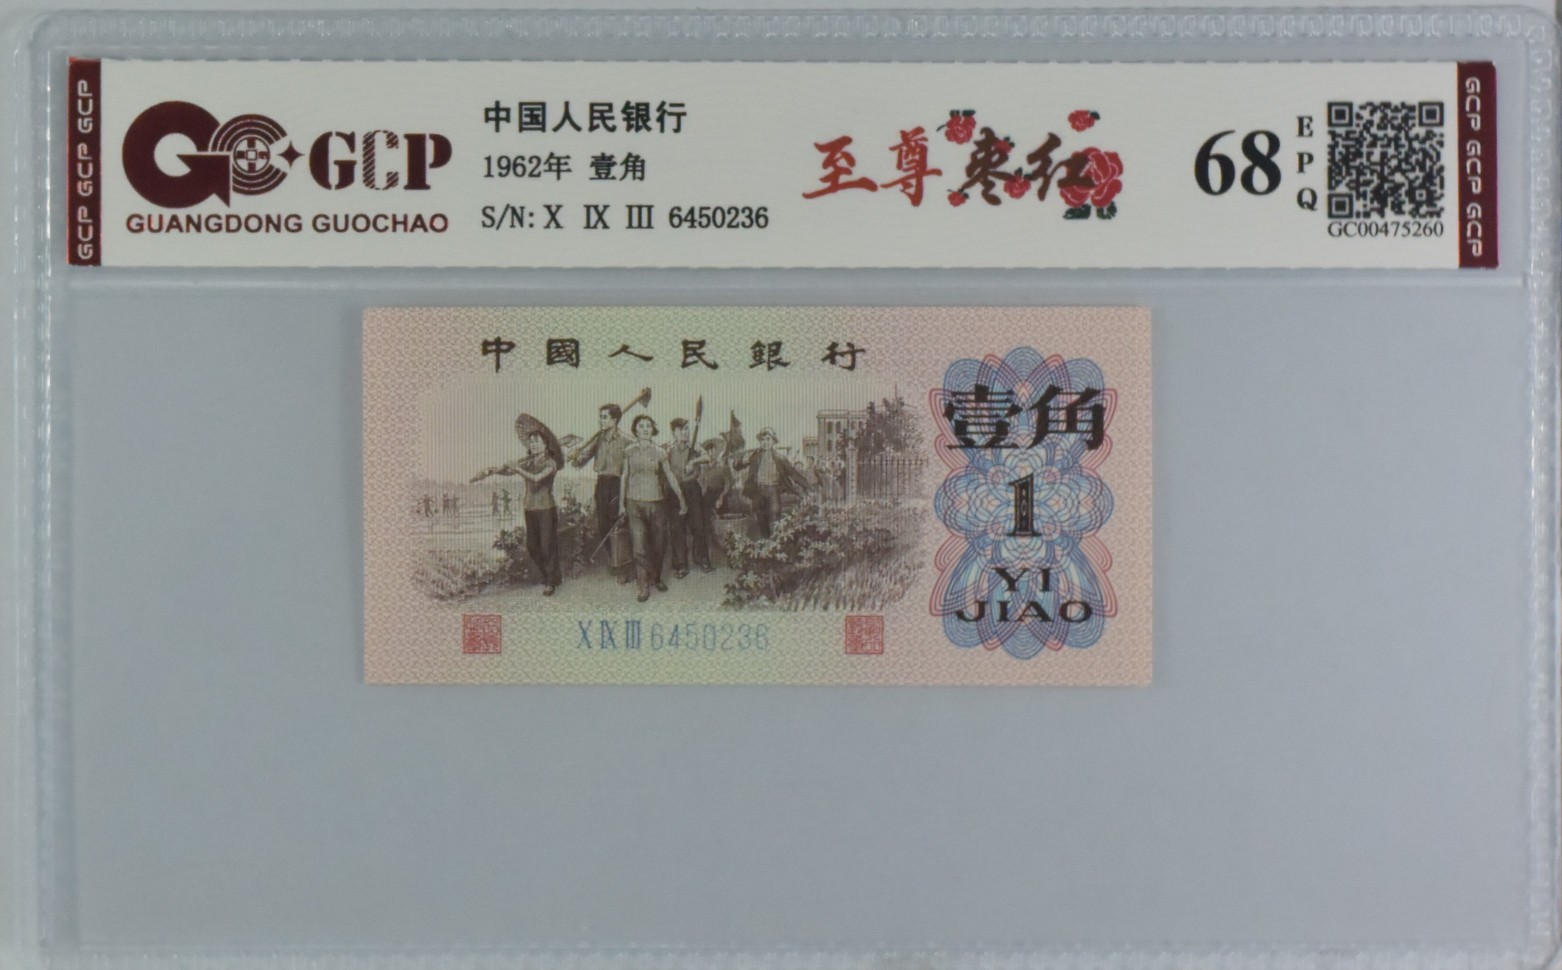 GCP GCP GCP
GCP
GUANGDONG GUOCHAO
中国人民银行
1962年 壹角
S/N: X IX III 6450236
至尊枣红
68
EPQ
GC00475260
GCP GCP GCP
中國人民銀行
壹角
1
YI
JIAO
X IX III 6450236